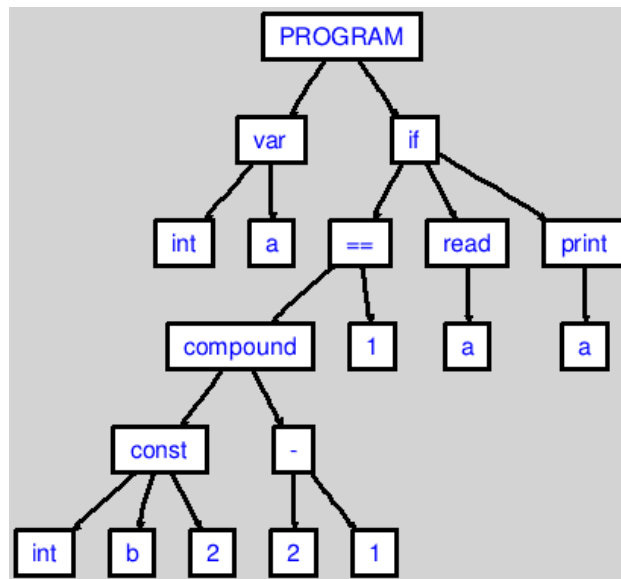 PROGRAM
var if
int a == read print
compound 1 a a
const -
int b 2 2 1